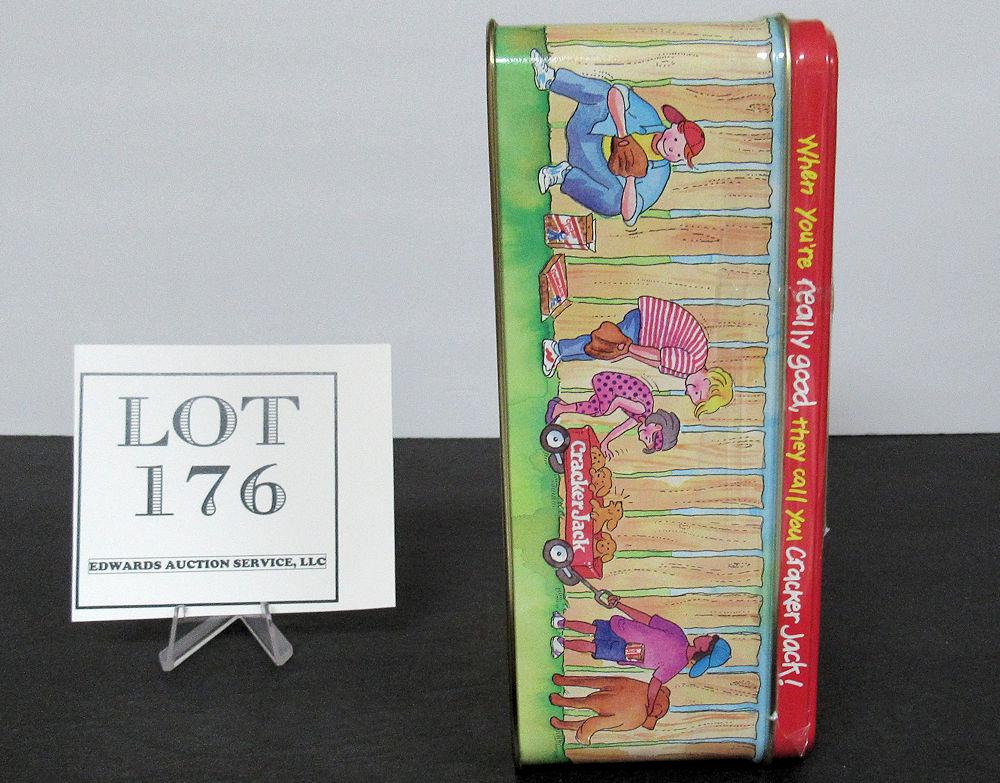 LOT
176
EDWARDS AUCTION SERVICE, LLC
When you're really good, they call you Cracker Jack!
Cracker Jack